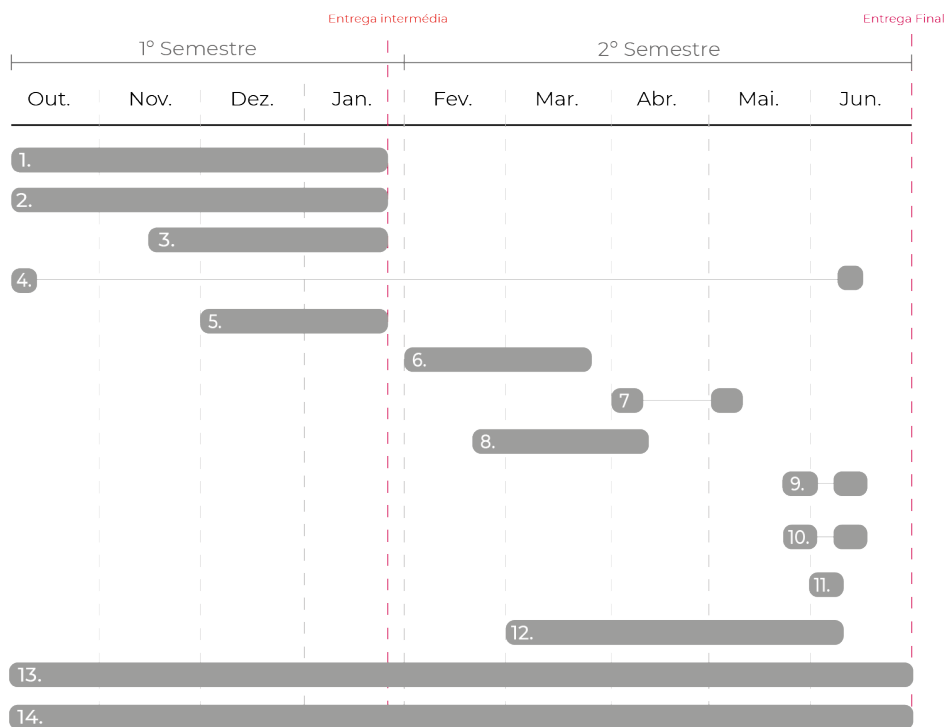 Entrega intermédia
Entrega Final
1º Semestre
2º Semestre
Out. Nov. Dez. Jan. Fev. Mar. Abr. Mai. Jun.
1.
2.
3.
4.
5.
6.
7
8.
9.
10.
11.
12.
13.
14.